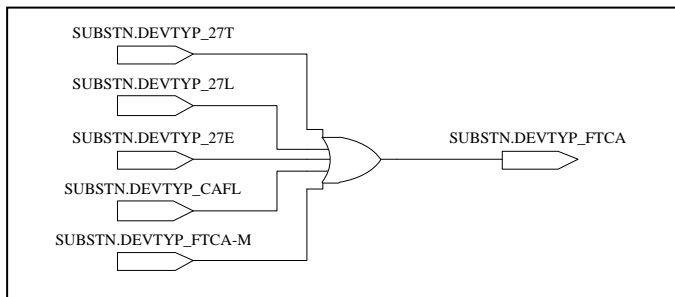 SUBSTN.DEVTYP_27T
SUBSTN.DEVTYP_27L
SUBSTN.DEVTYP_27E
SUBSTN.DEVTYP_FTCA
SUBSTN.DEVTYP_CAFL
SUBSTN.DEVTYP_FTCA-M